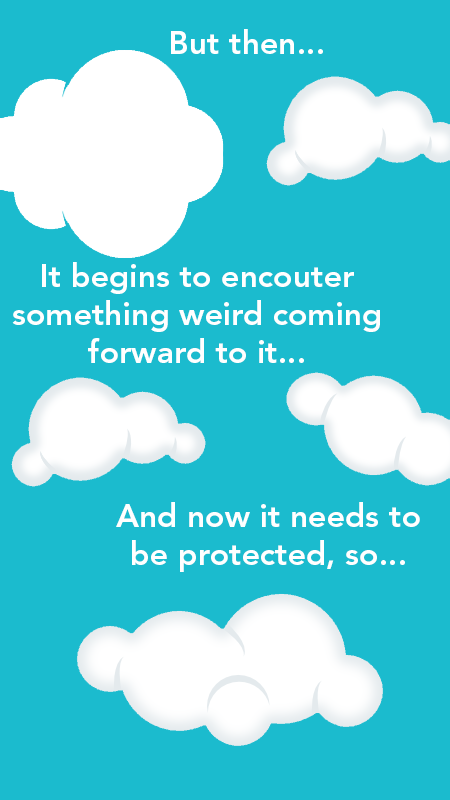 But then...
It begins to encouter
something weird coming
forward to it...
And now it needs to
be protected, so...